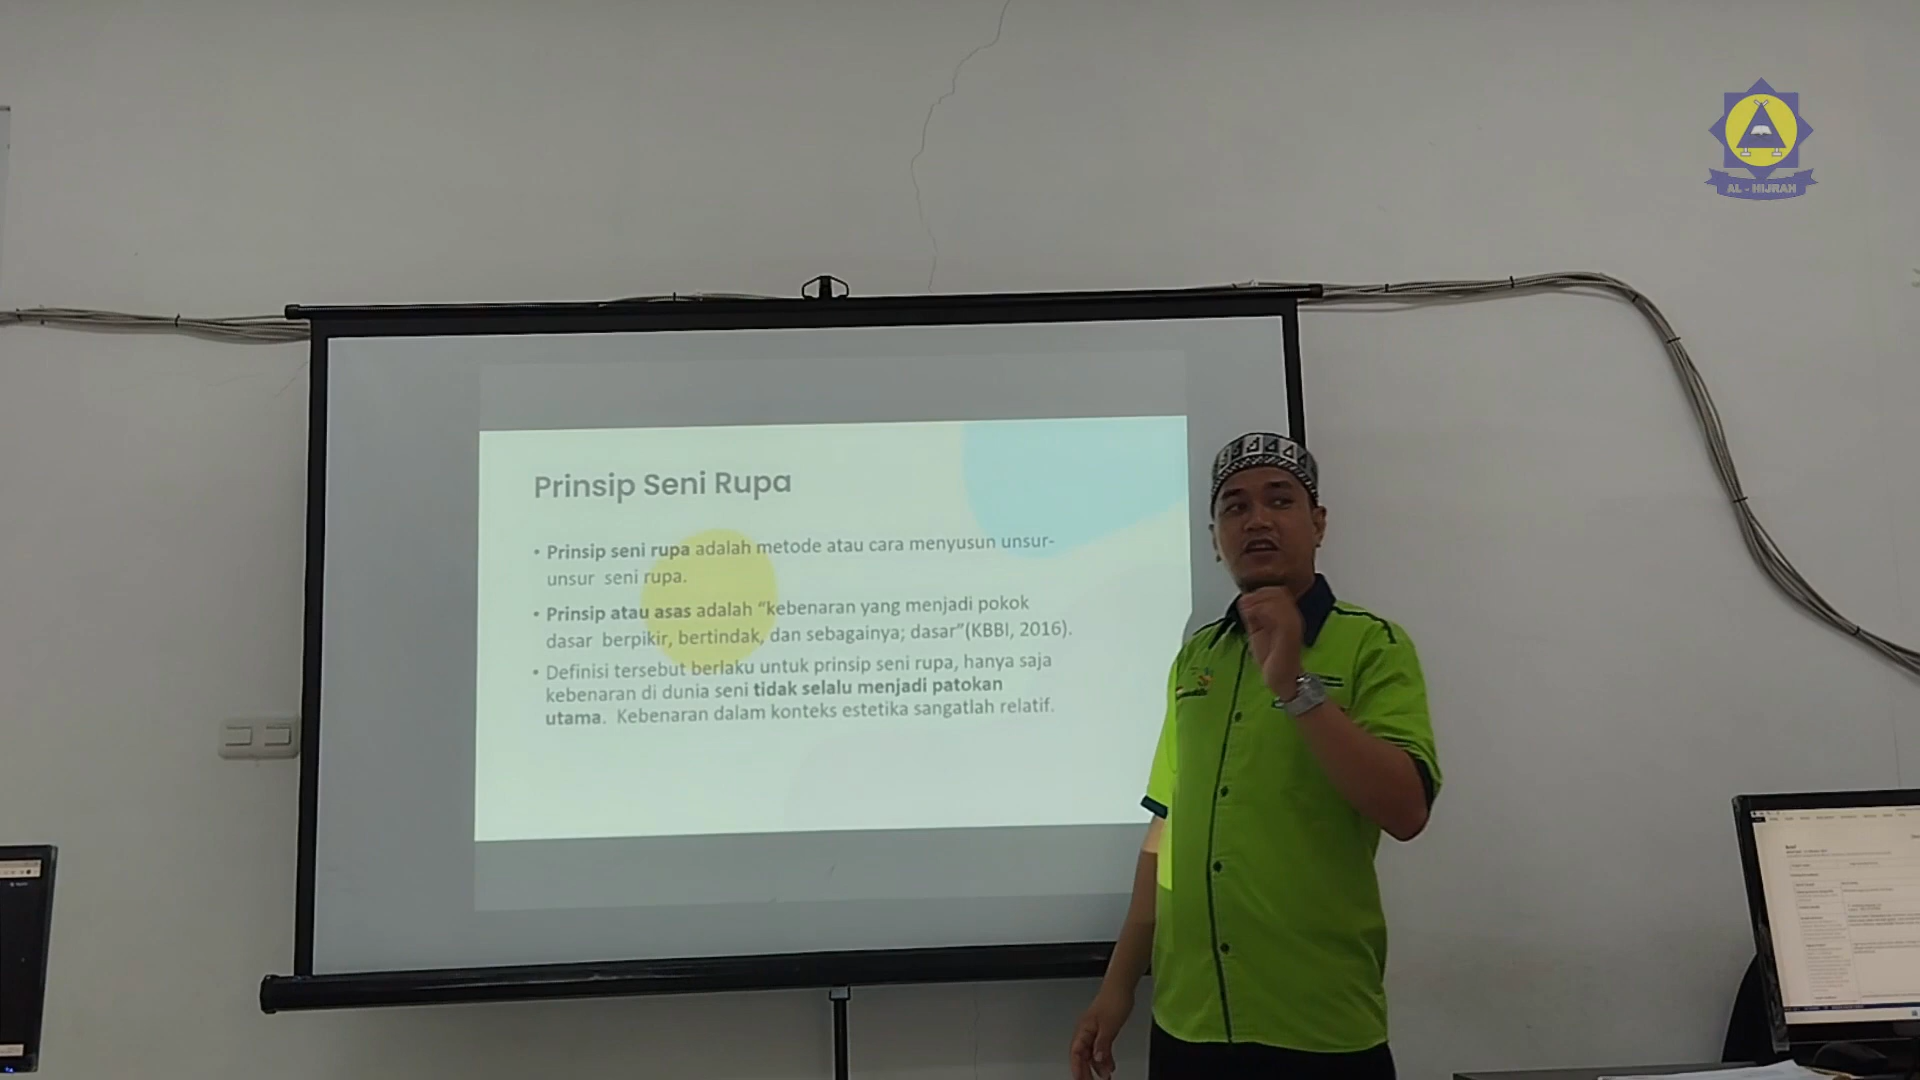 AL - HIJRAH
Prinsip Seni Rupa
• Prinsip seni rupa adalah metode atau cara menyusun unsur-
unsur seni rupa.
• Prinsip atau asas adalah “kebenaran yang menjadi pokok
dasar berpikir, bertindak, dan sebagainya; dasar”(KBBI, 2016).
• Definisi tersebut berlaku untuk prinsip seni rupa, hanya saja
kebenaran di dunia seni tidak selalu menjadi patokan
utama. Kebenaran dalam konteks estetika sangatlah relatif.